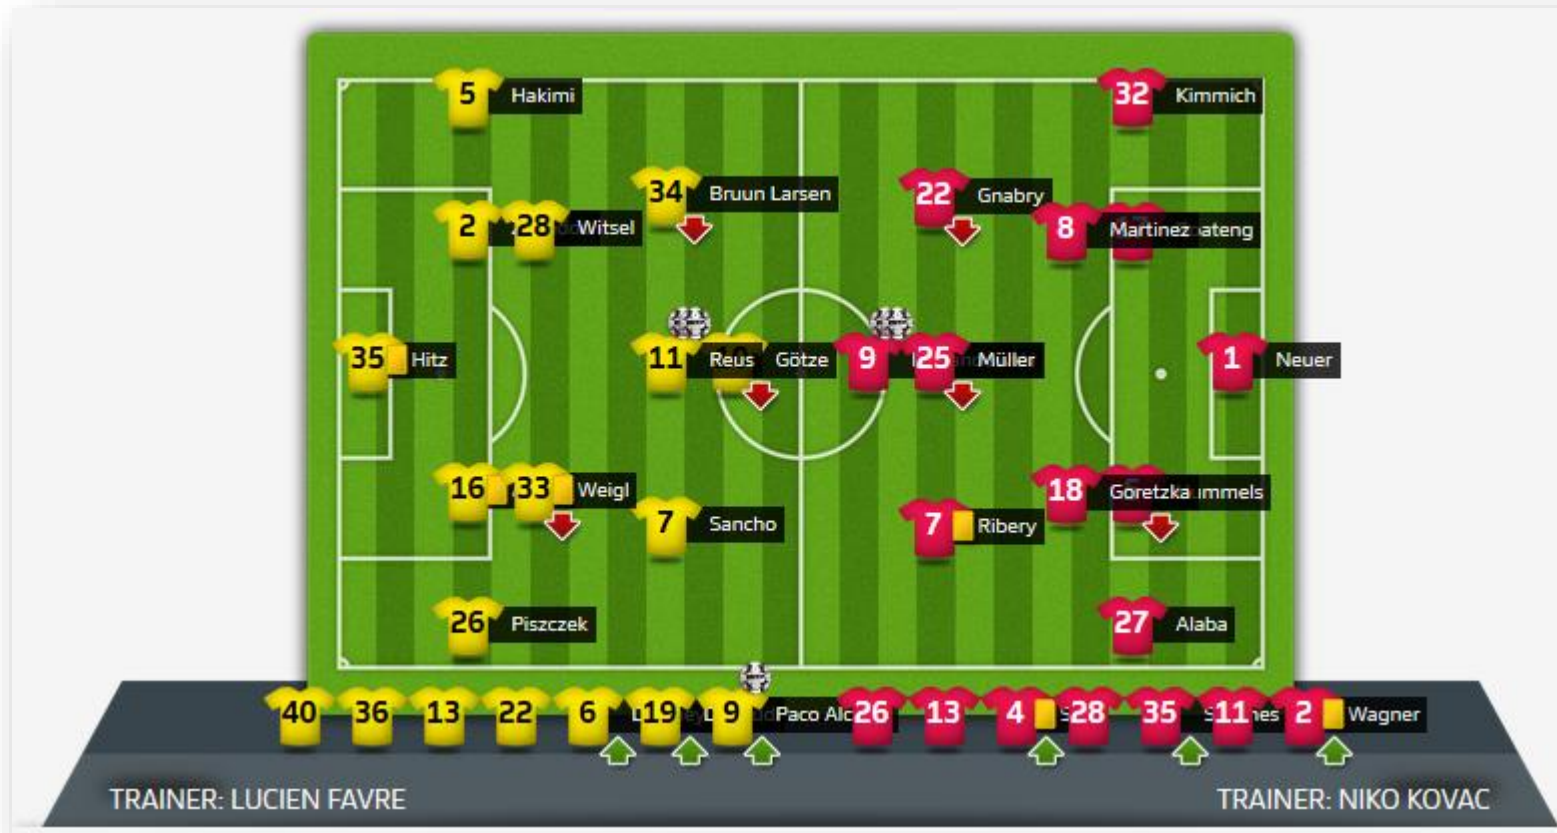 5 Hakimi
32 Kimmich
34 Bruun Larsen
22 Gnabry
2 28 Witsel
8 Martinez ateng
35 Hitz
11 Reus Götze
9 25 Müller
1 Neuer
16 33 Weigl
18 Goretzka ummels
7 Sancho
7 Ribery
26 Piszczek
27 Alaba
40 36 13 22 6 19 9 Paco Alc 26 13 4 28 35 11 2 Wagner
TRAINER: LUCIEN FAVRE
TRAINER: NIKO KOVAC